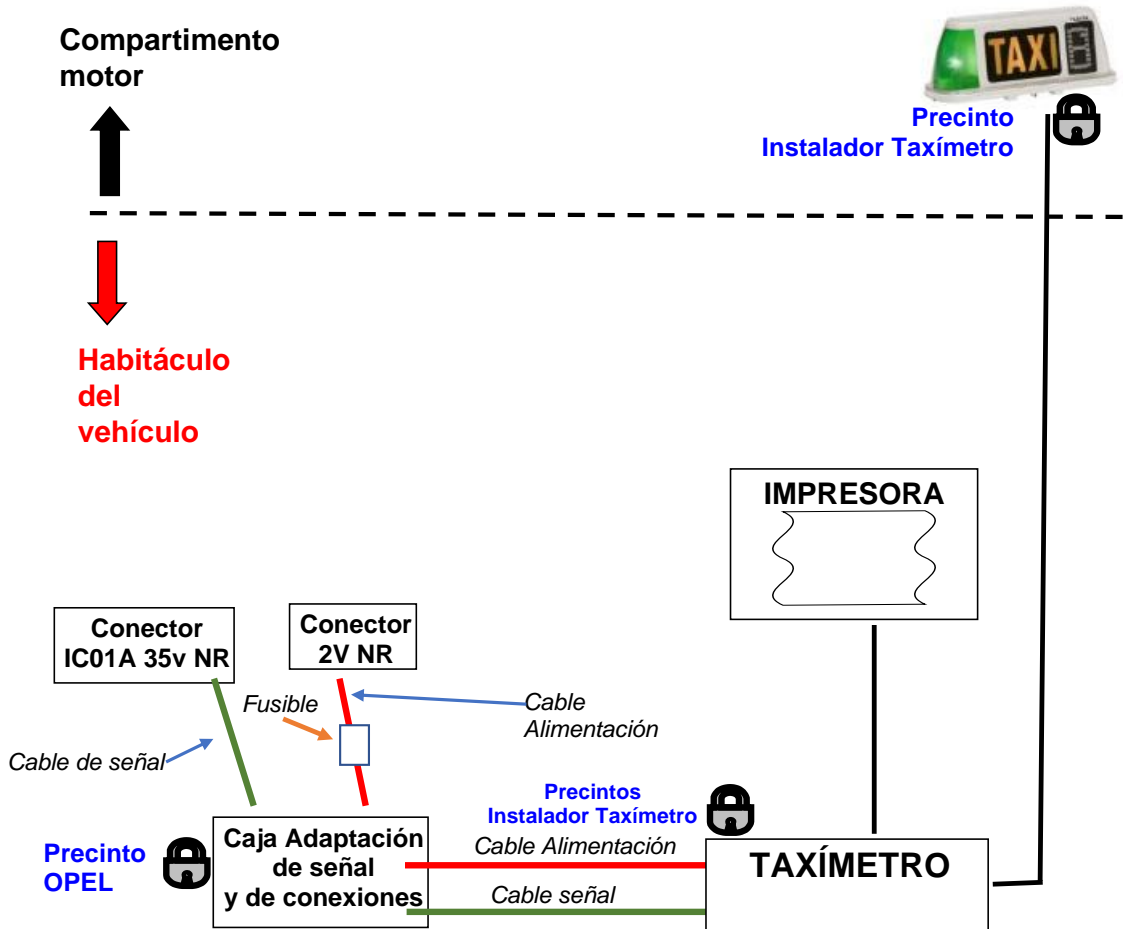 Compartimento
motor
TAXI
Precinto
Instalador Taxímetro
Habitáculo
del
vehículo
IMPRESORA
Conector
IC01A 35v NR
Conector
2V NR
Fusible
Cable
Alimentación
Cable de señal
Precintos
Instalador Taxímetro
Precinto
OPEL
Caja Adaptación
de señal
y de conexiones
Cable Alimentación
Cable señal
TAXÍMETRO